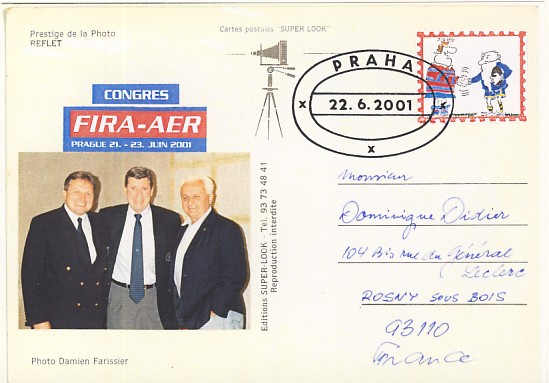 Prestige de la Photo
REFLET
Cartes postales "SUPER LOOK"
CONGRES
FIRA-AER
PRAGUE 21. - 23. JUIN 2001
PRAHA
22.6.2001
x
x
x
Editions SUPER-LOOK - Tel. 93 73 48 41
Reproduction interdite
Monsieur
Dominique Didier
104 Bis rue du Général
Leclerc
ROSNY SOUS BOIS
93110
France
Photo Damien Farissier